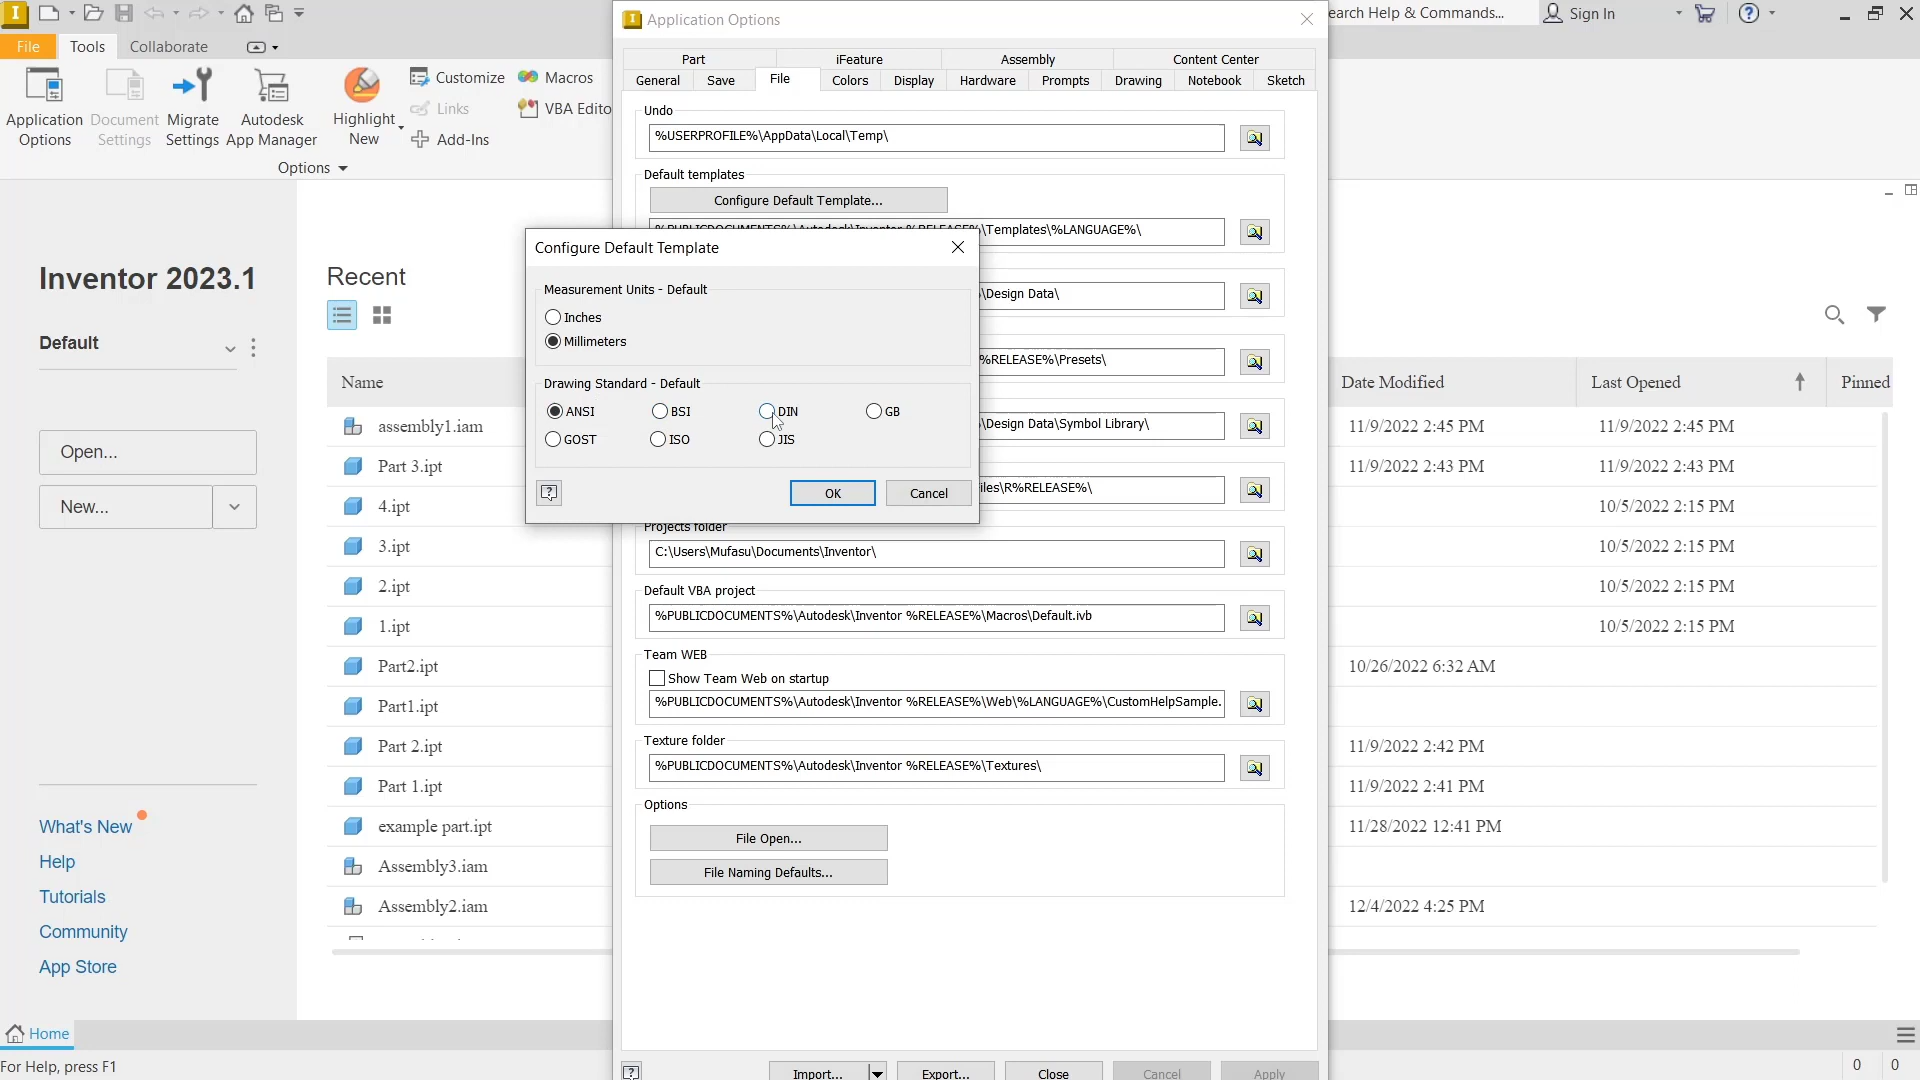 Application Options
earch Help & Commands...
Sign In
File
Tools
Collaborate
Application Options
Document Settings
Migrate Settings
Autodesk App Manager
Highlight New
Customize
Links
Add-Ins
Macros
VBA Edito
Options
Part
iFeature
Assembly
Content Center
General
Save
File
Colors
Display
Hardware
Prompts
Drawing
Notebook
Sketch
Undo
%USERPROFILE%\AppData\Local\Temp\
Default templates
Configure Default Template...
\Templates\%LANGUAGE%\
Configure Default Template
Measurement Units - Default
Inches
Millimeters
Drawing Standard - Default
ANSI
BSI
DIN
GB
GOST
ISO
JIS
OK
Cancel
\Design Data\
%RELEASE%\Presets\
\Design Data\Symbol Library\
iles\R%RELEASE%\
Projects folder
C:\Users\Mufasu\Documents\Inventor\
Default VBA project
%PUBLICDOCUMENTS%\Autodesk\Inventor %RELEASE%\Macros\Default.ivb
Team WEB
Show Team Web on startup
%PUBLICDOCUMENTS%\Autodesk\Inventor %RELEASE%\Web\%LANGUAGE%\CustomHelpSample.
Texture folder
%PUBLICDOCUMENTS%\Autodesk\Inventor %RELEASE%\Textures\
Options
File Open...
File Naming Defaults...
Import...
Export...
Close
Cancel
Apply
Inventor 2023.1
Default
Open...
New...
What's New
Help
Tutorials
Community
App Store
Recent
Name
Date Modified
Last Opened
Pinned
assembly1.iam 11/9/2022 2:45 PM 11/9/2022 2:45 PM
Part 3.ipt 11/9/2022 2:43 PM 11/9/2022 2:43 PM
4.ipt 10/5/2022 2:15 PM
3.ipt 10/5/2022 2:15 PM
2.ipt 10/5/2022 2:15 PM
1.ipt 10/5/2022 2:15 PM
Part2.ipt 10/26/2022 6:32 AM
Part1.ipt
Part 2.ipt 11/9/2022 2:42 PM
Part 1.ipt 11/9/2022 2:41 PM
example part.ipt 11/28/2022 12:41 PM
Assembly3.iam
Assembly2.iam 12/4/2022 4:25 PM
Home
For Help, press F1
0
0